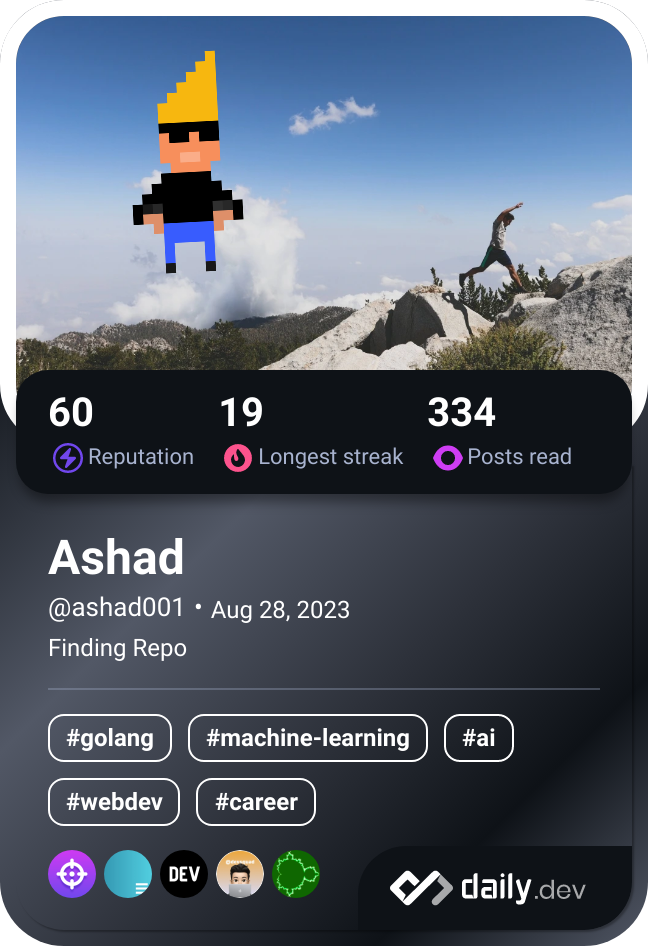 60 19 334
Reputation Longest streak Posts read
Ashad
@ashad001 • Aug 28, 2023
Finding Repo
#golang #machine-learning #ai
#webdev #career
DEV
daily.dev